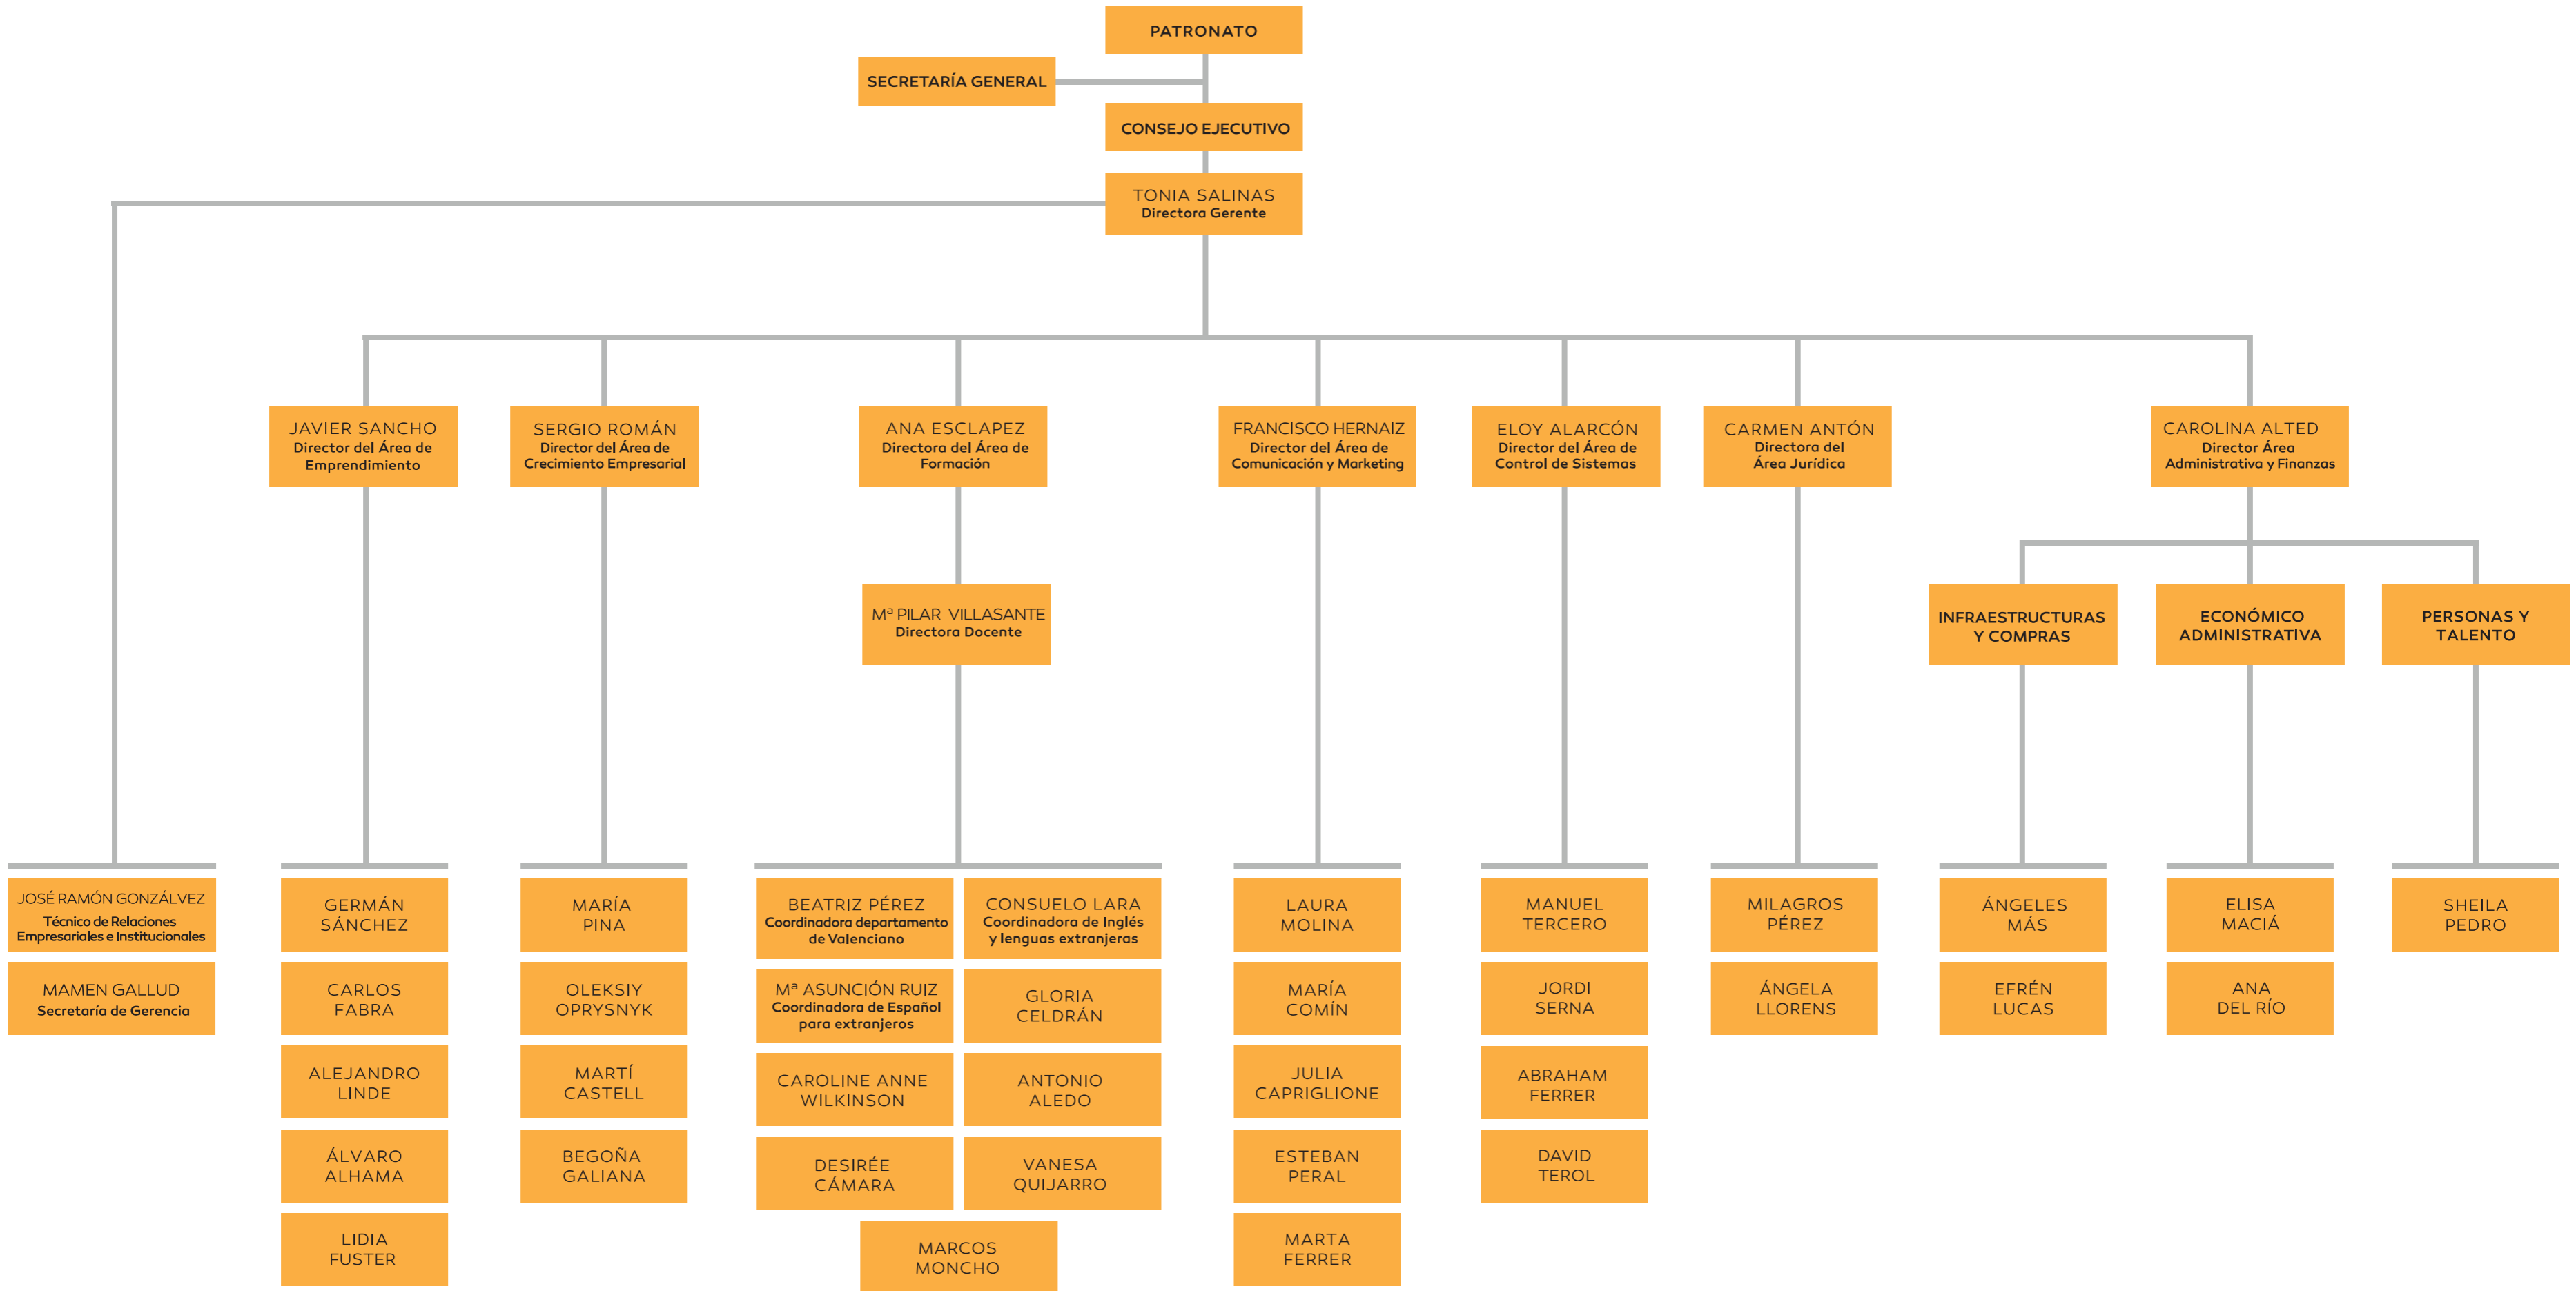 PATRONATO
SECRETARÍA GENERAL
CONSEJO EJECUTIVO
TONIA SALINAS
Directora Gerente
JAVIER SANCHO
Director del Área de
Emprendimiento
SERGIO ROMÁN
Director del Área de
Crecimiento Empresarial
ANA ESCLAPEZ
Directora del Área de
Formación
FRANCISCO HERNAIZ
Director del Área de
Comunicación y Marketing
ELOY ALARCÓN
Director del Área de
Control de Sistemas
CARMEN ANTÓN
Directora del
Área Jurídica
CAROLINA ALTED
Director Área
Administrativa y Finanzas
Mª PILAR VILLASANTE
Directora Docente
INFRAESTRUCTURAS
Y COMPRAS
ECONÓMICO
ADMINISTRATIVA
PERSONAS Y
TALENTO
JOSÉ RAMÓN GONZÁLVEZ
Técnico de Relaciones
Empresariales e Institucionales
MAMEN GALLUD
Secretaría de Gerencia
GERMÁN
SÁNCHEZ
CARLOS
FABRA
ALEJANDRO
LINDE
ÁLVARO
ALHAMA
LIDIA
FUSTER
MARÍA
PINA
OLEKSIY
OPRYSNYK
MARTÍ
CASTELL
BEGOÑA
GALIANA
BEATRIZ PÉREZ
Coordinadora departamento
de Valenciano
CONSUELO LARA
Coordinadora de Inglés
y lenguas extranjeras
Mª ASUNCIÓN RUIZ
Coordinadora de Español
para extranjeros
GLORIA
CELDRÁN
CAROLINE ANNE
WILKINSON
ANTONIO
ALEDO
DESIRÉE
CÁMARA
VANESA
QUIJARRO
MARCOS
MONCHO
LAURA
MOLINA
MARÍA
COMÍN
JULIA
CAPRIGLIONE
ESTEBAN
PERAL
MARTA
FERRER
MANUEL
TERCERO
JORDI
SERNA
ABRAHAM
FERRER
DAVID
TEROL
MILAGROS
PÉREZ
ÁNGELA
LLORENS
ÁNGELES
MÁS
EFRÉN
LUCAS
ELISA
MACIÁ
ANA
DEL RÍO
SHEILA
PEDRO